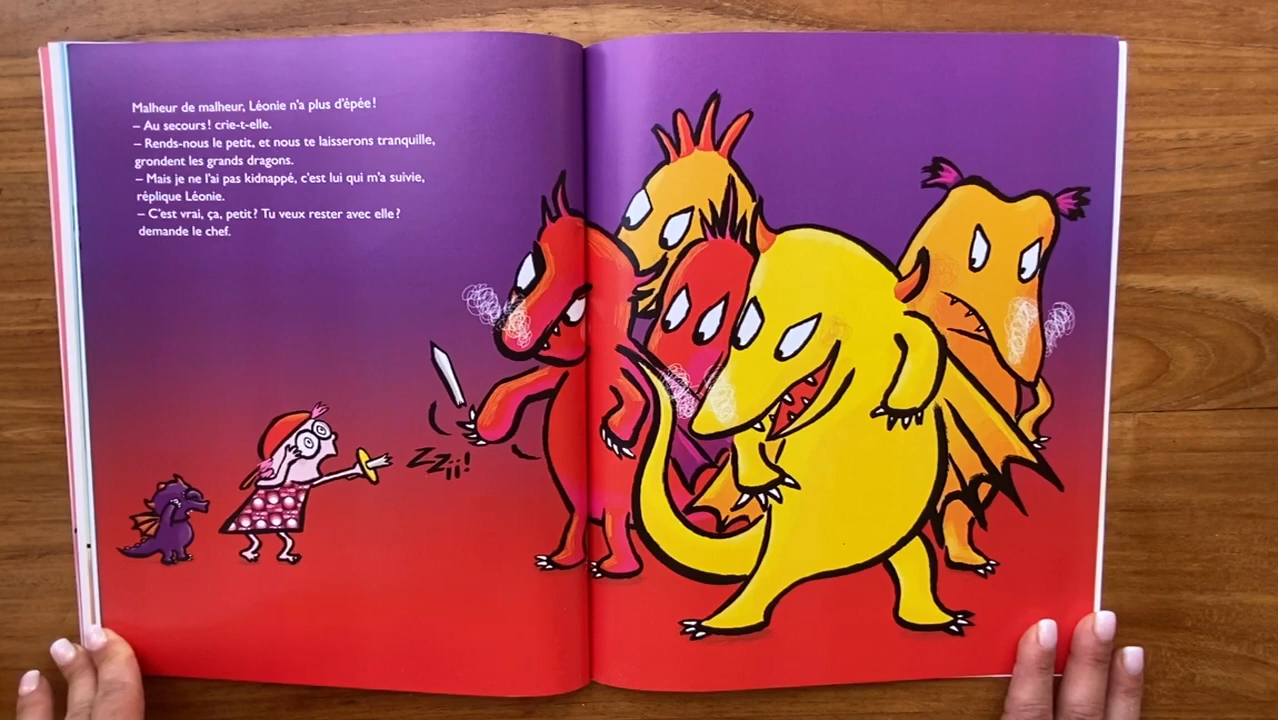 Malheur de malheur, Léonie n'a plus d'épée !
– Au secours ! crie-t-elle.
– Rends-nous le petit, et nous te laisserons tranquille,
grondent les grands dragons.
– Mais je ne l'ai pas kidnappé, c'est lui qui m'a suivie,
réplique Léonie.
– C'est vrai, ça, petit ? Tu veux rester avec elle ?
demande le chef.
ZZii!